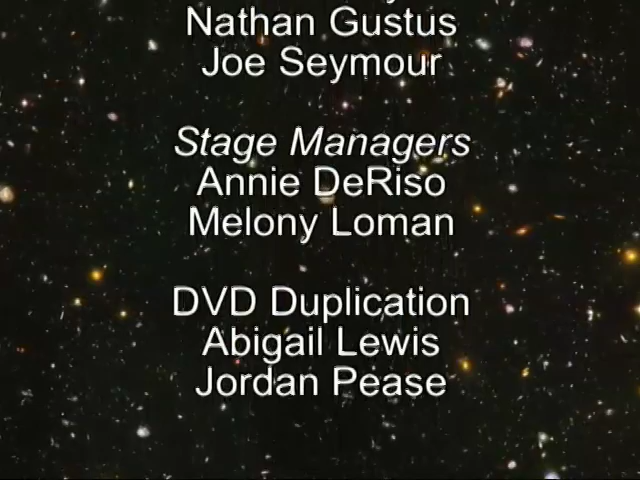 Nathan Gustus
Joe Seymour
Stage Managers
Annie DeRiso
Melony Loman
DVD Duplication
Abigail Lewis
Jordan Pease